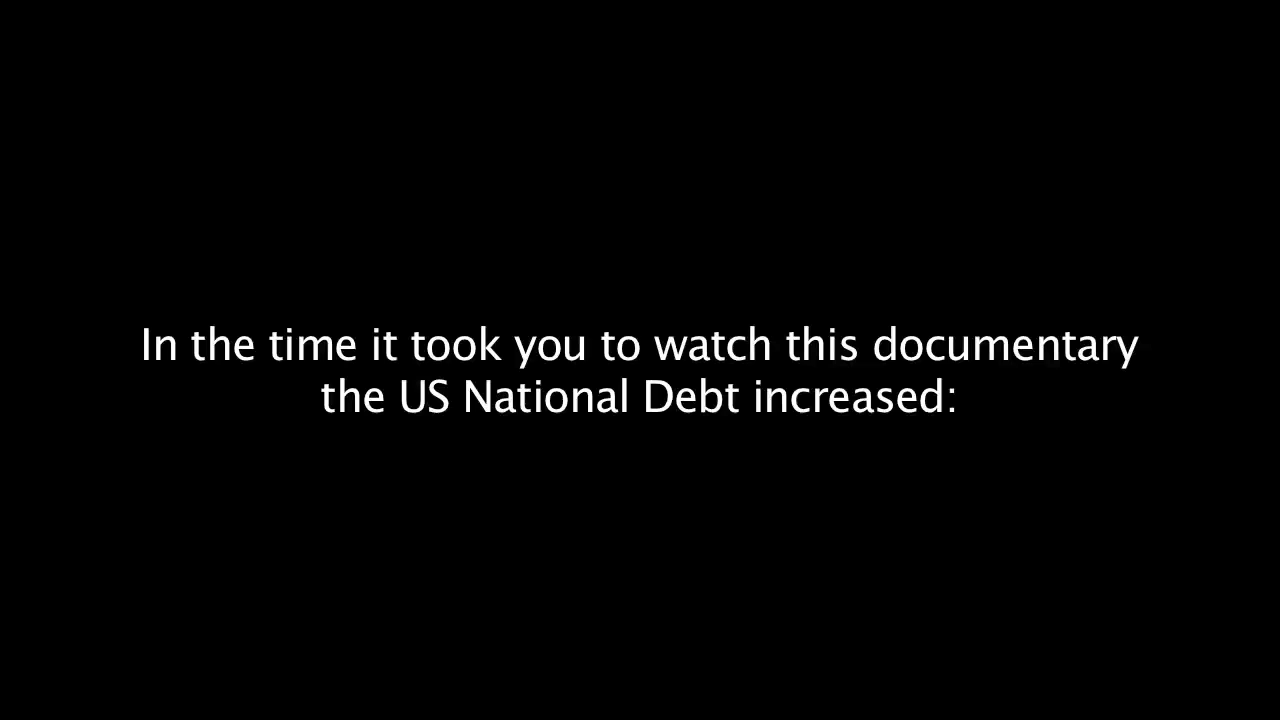 In the time it took you to watch this documentary
the US National Debt increased: